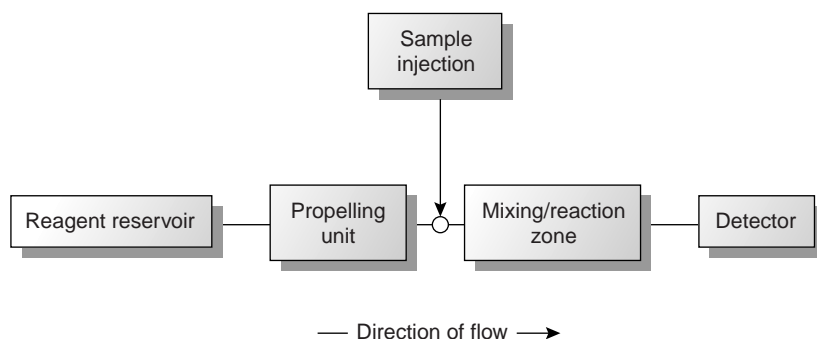 Sample
injection
Reagent reservoir
Propelling
unit
Mixing/reaction
zone
Detector
Direction of flow